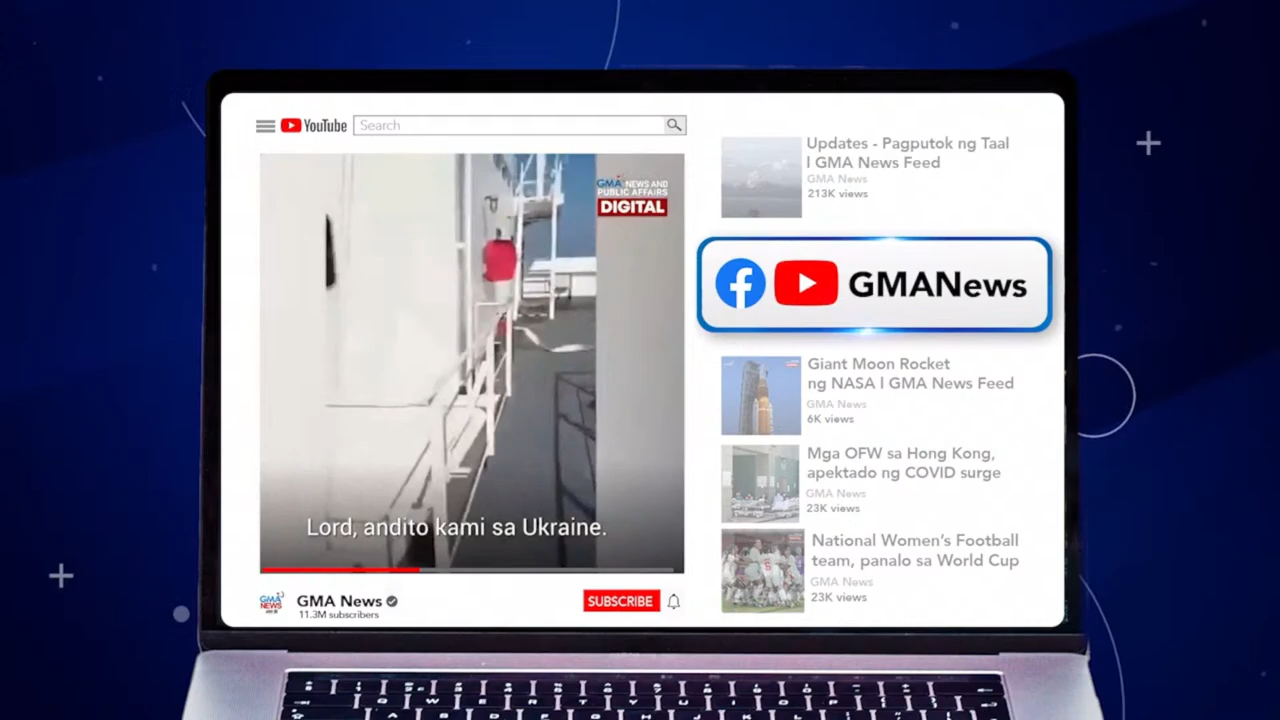 YouTube
Search
GMA NEWS AND
PUBLIC AFFAIRS
DIGITAL
Lord, andito kami sa Ukraine.
GMA
NEWS
GMA News
11.3M subscribers
SUBSCRIBE
Updates - Pagputok ng Taal
I GMA News Feed
GMA News
213K views
GMANews
Giant Moon Rocket
ng NASA I GMA News Feed
GMA News
6K views
Mga OFW sa Hong Kong,
apektado ng COVID surge
GMA News
23K views
National Women's Football
team, panalo sa World Cup
GMA News
23K views